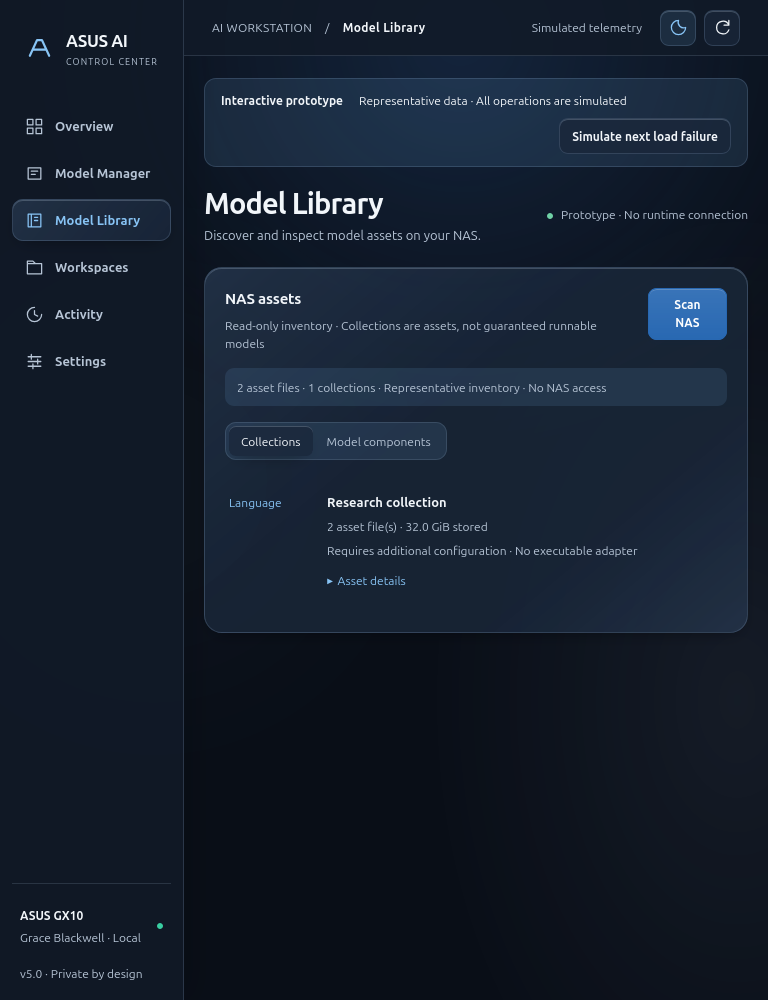 ASUS AI
CONTROL CENTER
Overview
Model Manager
Model Library
Workspaces
Activity
Settings
ASUS GX10
Grace Blackwell · Local
v5.0 · Private by design
AI WORKSTATION / Model Library
Simulated telemetry
Interactive prototype Representative data · All operations are simulated
Simulate next load failure
Model Library
Discover and inspect model assets on your NAS.
Prototype · No runtime connection
NAS assets
Read-only inventory · Collections are assets, not guaranteed runnable
models
Scan
NAS
2 asset files · 1 collections · Representative inventory · No NAS access
Collections Model components
Language
Research collection
2 asset file(s) · 32.0 GiB stored
Requires additional configuration · No executable adapter
▸ Asset details